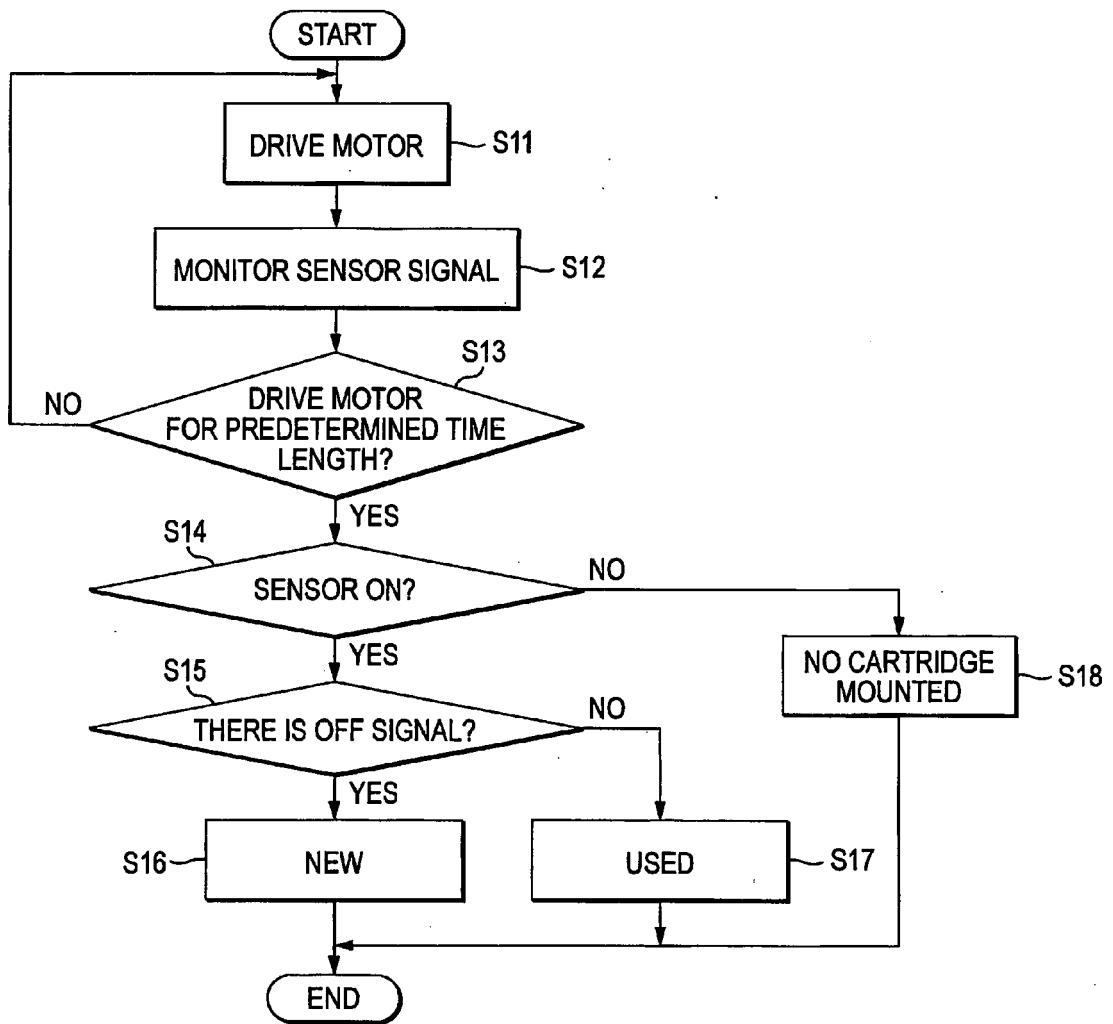 START
DRIVE MOTOR
S11
MONITOR SENSOR SIGNAL
S12
S13
DRIVE MOTOR
FOR PREDETERMINED TIME
LENGTH?
NO
YES
S14
SENSOR ON?
NO
YES
S15
THERE IS OFF SIGNAL?
NO
NO CARTRIDGE
MOUNTED
S18
YES
S16
NEW
USED
S17
END